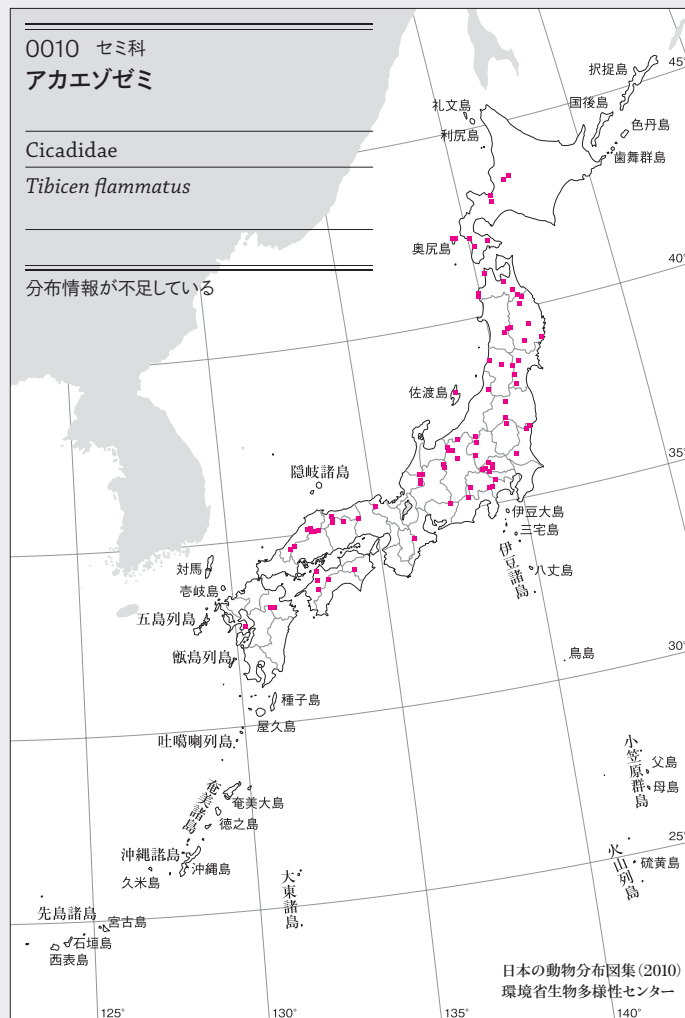 0010 セミ科
アカエゾゼミ
Cicadidae
Tibicen flammatus
分布情報が不足している
択捉島
45°
礼文島
国後島
色丹島
利尻島
歯舞群島
奥尻島
40°
佐渡島
35°
隠岐諸島
伊豆大島
三宅島
伊豆諸島
八丈島
対馬
壱岐島
五島列島
甑島列島
鳥島
30°
種子島
屋久島
吐噶喇列島
小笠原群島
父島
母島
奄美諸島
奄美大島
徳之島
25°
沖縄諸島
沖縄島
久米島
大東諸島
火山列島
硫黄島
先島諸島
宮古島
石垣島
西表島
日本の動物分布図集(2010)
環境省生物多様性センター
125°
130°
135°
140°